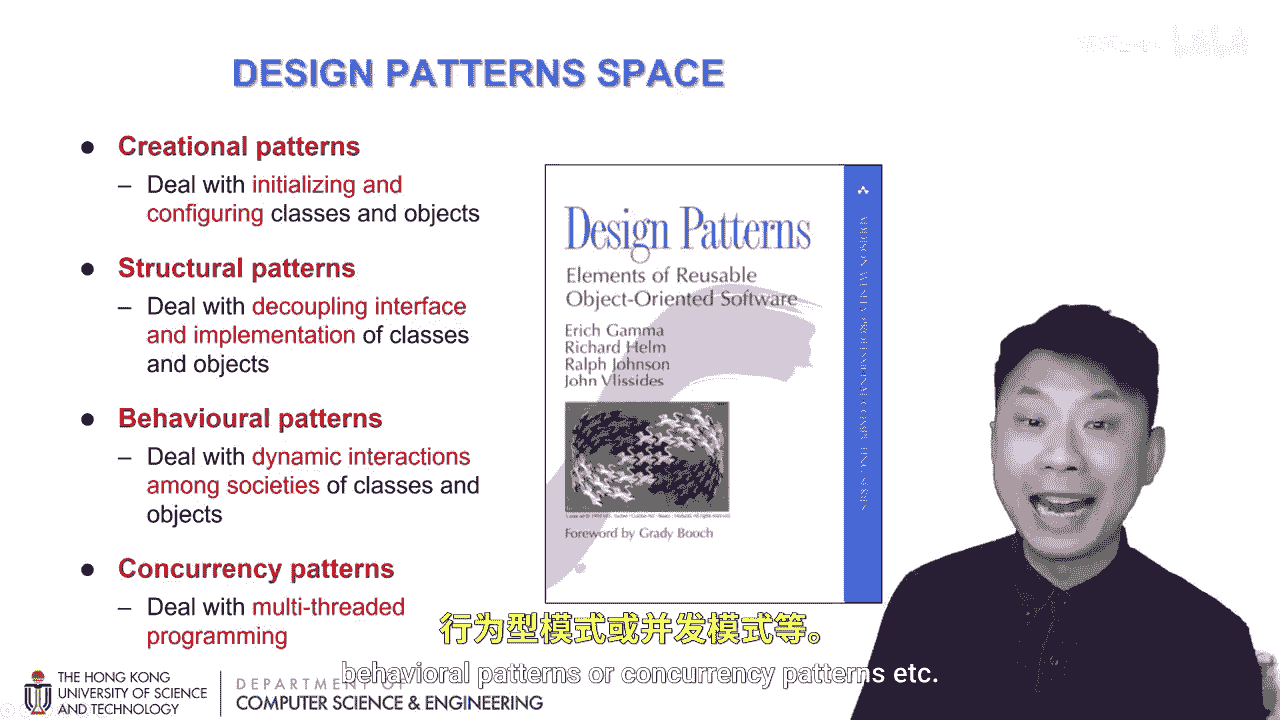 DESIGN PATTERNS SPACE
● Creational patterns
– Deal with initializing and
configuring classes and objects
● Structural patterns
– Deal with decoupling interface
and implementation of classes
and objects
● Behavioural patterns
– Deal with dynamic interactions
among societies of classes and
objects
● Concurrency patterns
– Deal with multi-threaded
programming
Design Patterns
Elements of Reusable
Object-Oriented Software
Erich Gamma
Richard Helm
Ralph Johnson
John Vlissides
Foreword by Grady Booch
行为型模式或并发模式等。
behavioral patterns or concurrency patterns etc.
THE HONG KONG
UNIVERSITY OF SCIENCE
AND TECHNOLOGY
DEPARTMENT OF
COMPUTER SCIENCE & ENGINEERING